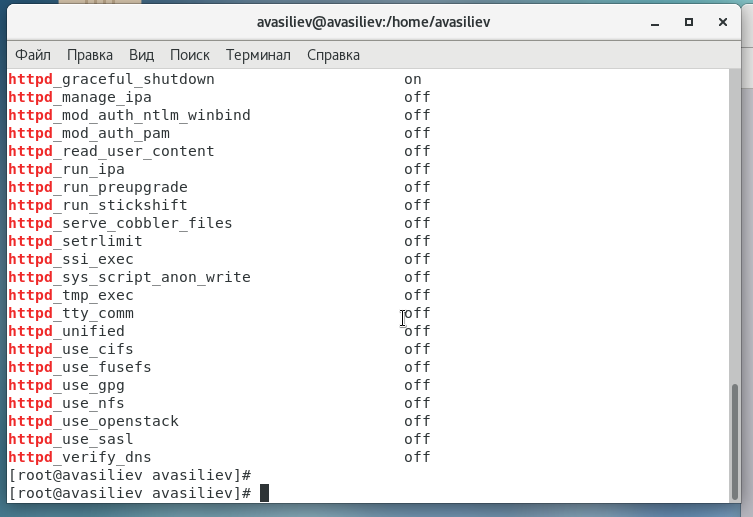 avasiliev@avasiliev:/home/avasiliev
Файл Правка Вид Поиск Терминал Справка
httpd_graceful_shutdown on
httpd_manage_ipa off
httpd_mod_auth_ntlm_winbind off
httpd_mod_auth_pam off
httpd_read_user_content off
httpd_run_ipa off
httpd_run_preupgrade off
httpd_run_stickshift off
httpd_serve_cobbler_files off
httpd_setrlimit off
httpd_ssi_exec off
httpd_sys_script_anon_write off
httpd_tmp_exec off
httpd_tty_comm off
httpd_unified off
httpd_use_cifs off
httpd_use_fusefs off
httpd_use_gpg off
httpd_use_nfs off
httpd_use_openstack off
httpd_use_sasl off
httpd_verify_dns off
[root@avasiliev avasiliev]#
[root@avasiliev avasiliev]#